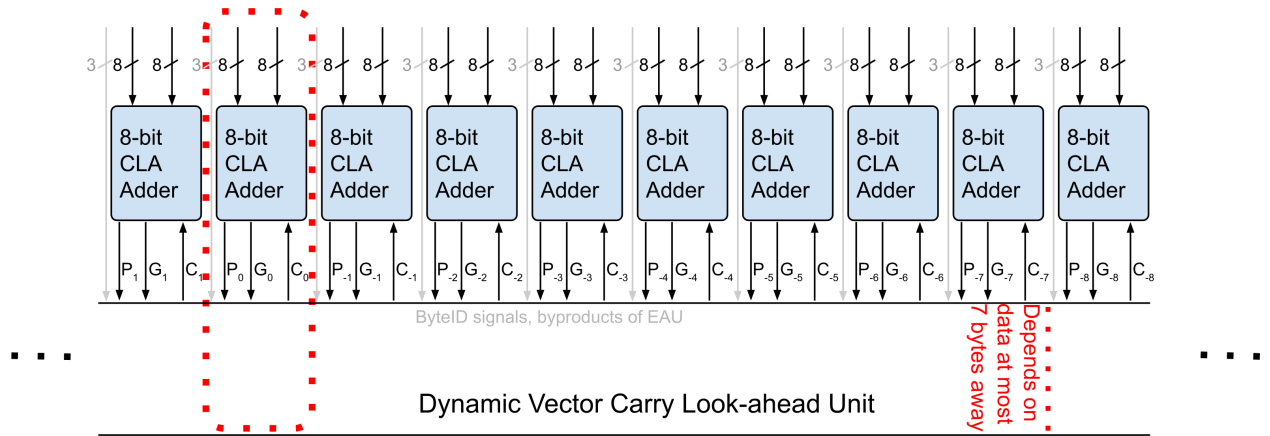 3 8 8 3 8 8 3 8 8 3 8 8 3 8 8 3 8 8 3 8 8 3 8 8 3 8 8 3 8 8
8-bit CLA Adder
8-bit CLA Adder
8-bit CLA Adder
8-bit CLA Adder
8-bit CLA Adder
8-bit CLA Adder
8-bit CLA Adder
8-bit CLA Adder
8-bit CLA Adder
8-bit CLA Adder
P1 G1 C1 P0 G0 C0 P-1 G-1 C-1 P-2 G-2 C-2 P-3 G-3 C-3 P-4 G-4 C-4 P-5 G-5 C-5 P-6 G-6 C-6 P-7 G-7 C-7 P-8 G-8 C-8
ByteID signals, byproducts of EAU
Depends on
data at most
7 bytes away
Dynamic Vector Carry Look-ahead Unit